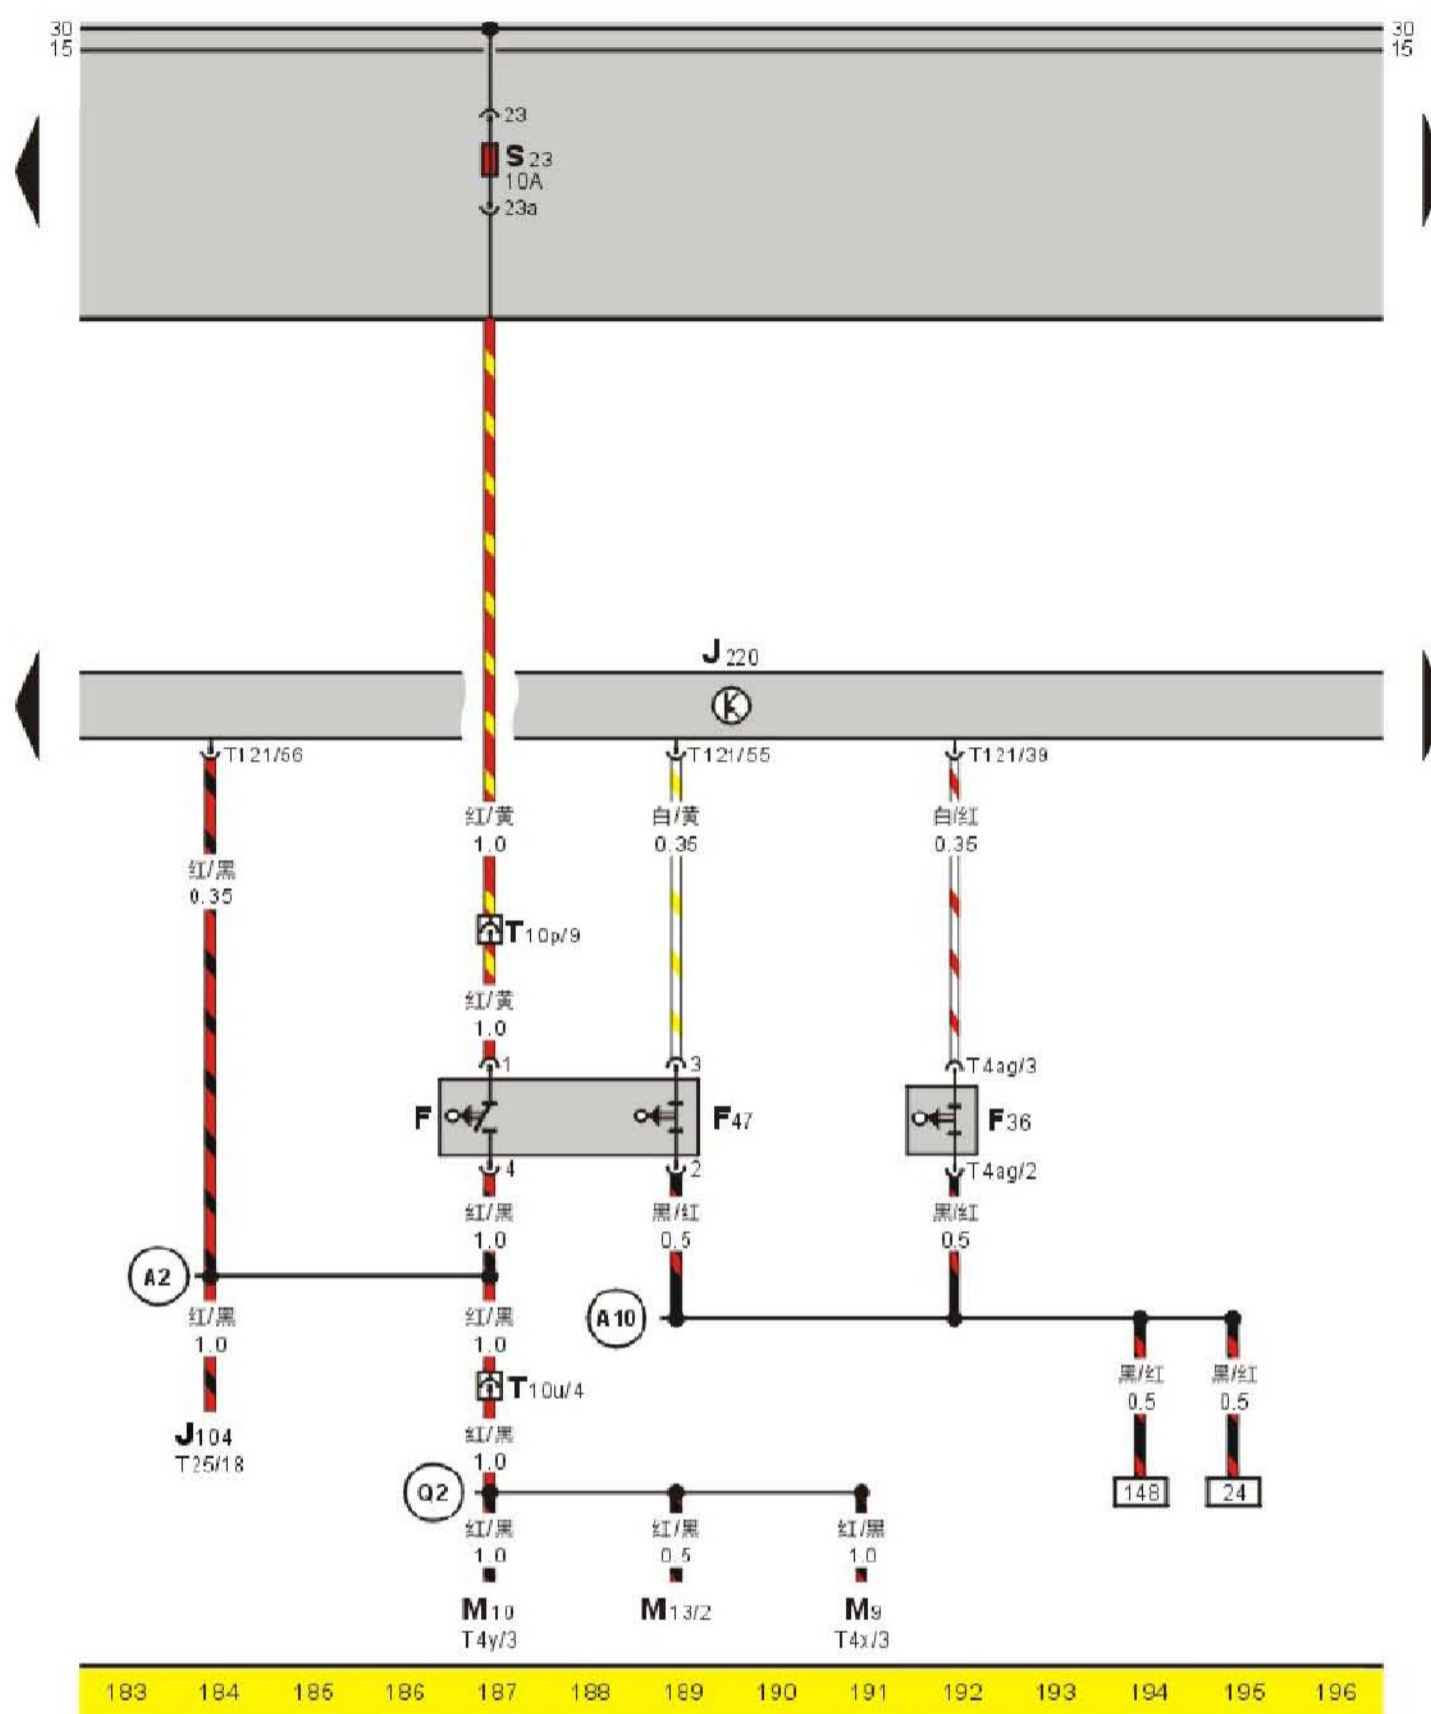 30 30
15 15
23
S 23
10A
23a
J 220
T121/56 T121/55 T121/39
红/黄 白/黄 白/红
1.0 0.35 0.35
红/黑
0.35
T 10p/9
红/黄
1.0
1 3 T4ag/3
F F47 F36
4 2 T4ag/2
红/黑 黑/红 黑/红
1.0 0.5 0.5
A2
红/黑 红/黑 A10
1.0 1.0
T 10u/4 黑/红 黑/红
0.5 0.5
J104 红/黑
T25/18 1.0
Q2 148 24
红/黑 红/黑 红/黑
1.0 0.5 1.0
M10 M13/2 M9
T4y/3 T4x/3
183 184 185 186 187 188 189 190 191 192 193 194 195 196